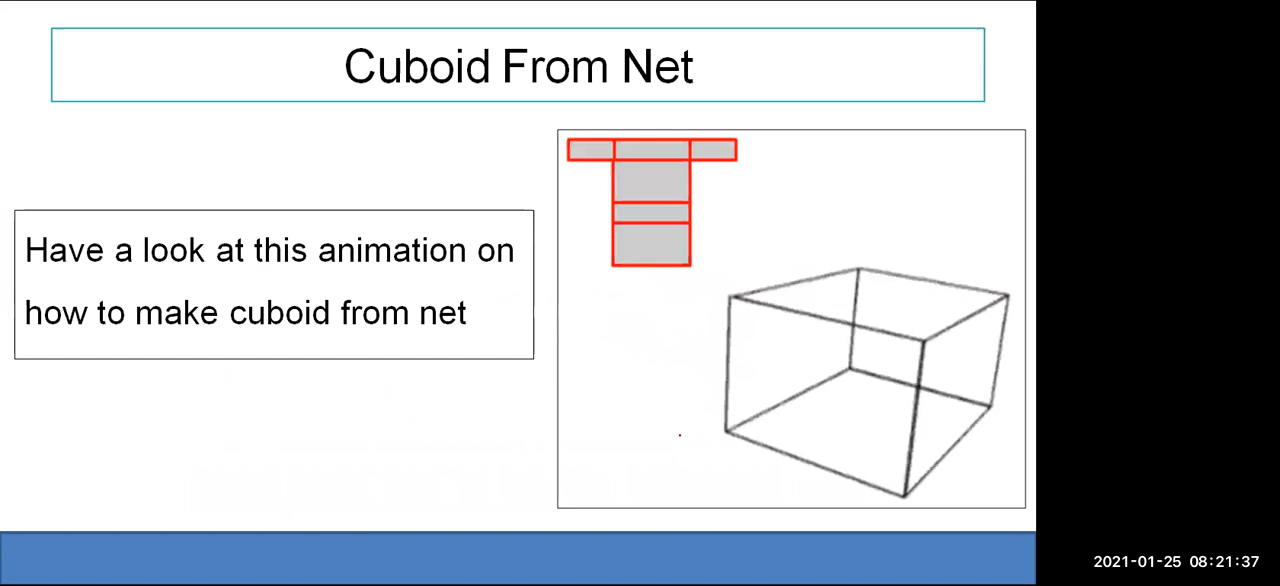 Cuboid From Net
Have a look at this animation on
how to make cuboid from net
2021-01-25 08:21:37